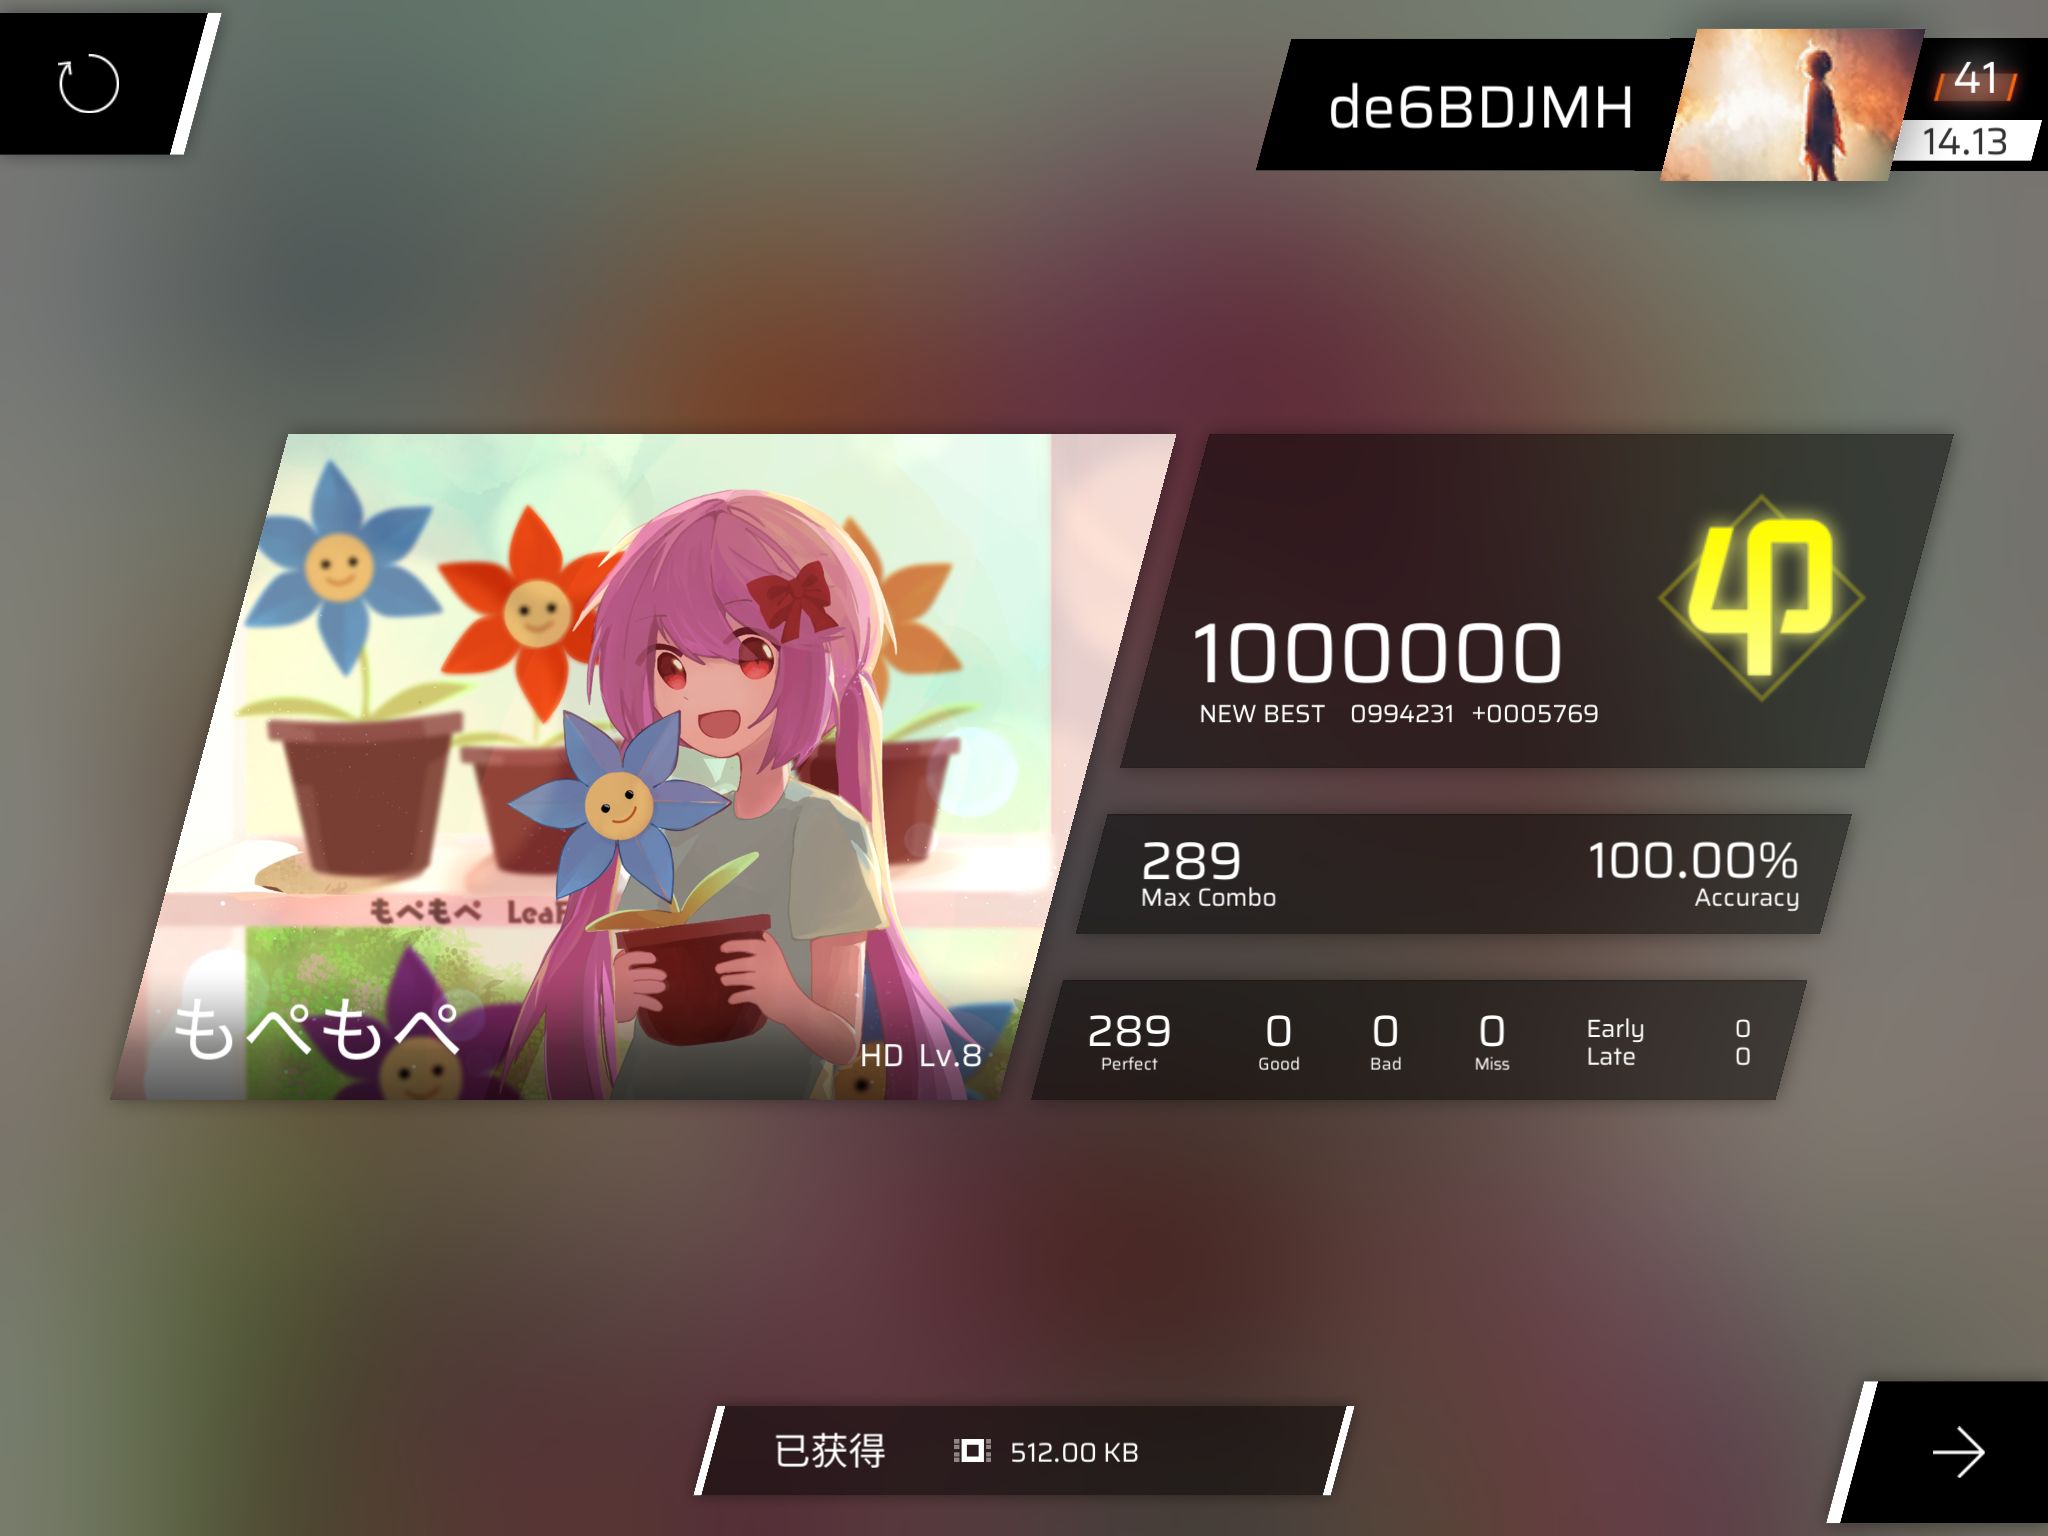 de6BDJMH
41
14.13
1000000
NEW BEST 0994231 +0005769
289
Max Combo
100.00%
Accuracy
もぺもぺ LeaF
もぺもぺ
HD Lv.8
289 0 0 0
Perfect Good Bad Miss
Early 0
Late 0
已获得 512.00 KB